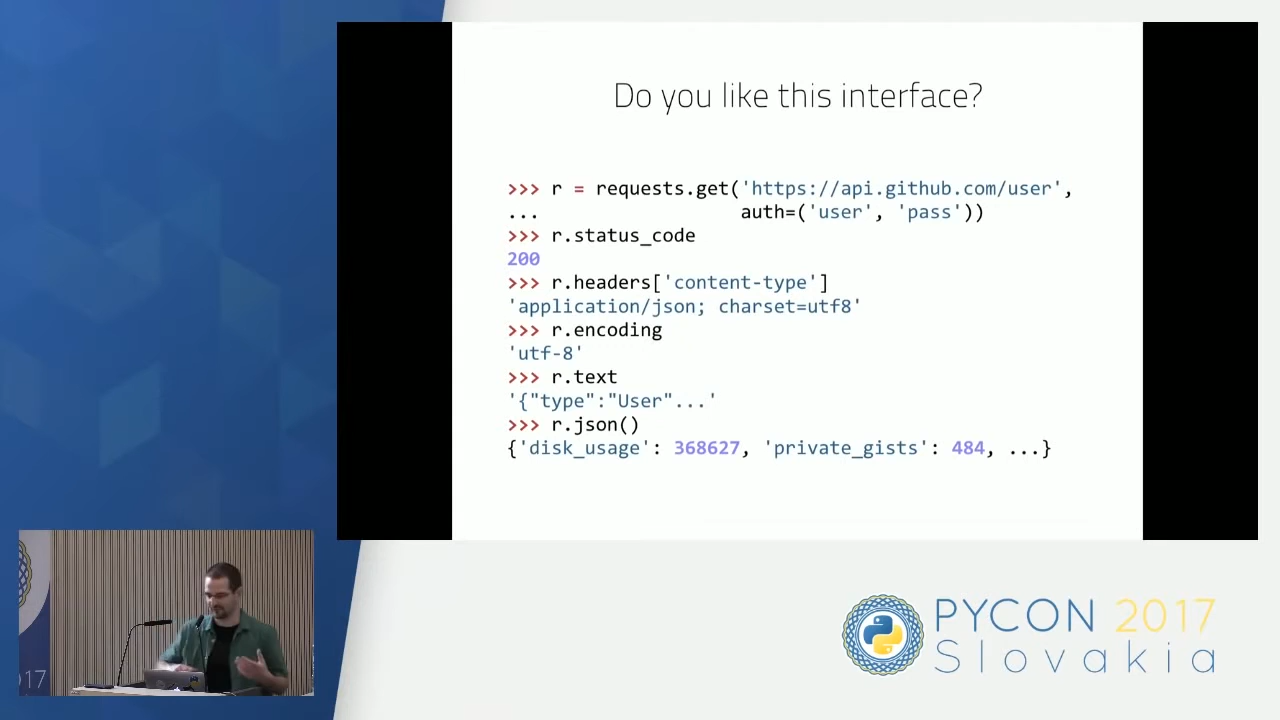 Do you like this interface?
>>> r = requests.get('https://api.github.com/user',
... auth=('user', 'pass'))
>>> r.status_code
200
>>> r.headers['content-type']
'application/json; charset=utf8'
>>> r.encoding
'utf-8'
>>> r.text
'{"type":"User"...'
>>> r.json()
{'disk_usage': 368627, 'private_gists': 484, ...}
PYCON 2017
Slovakia
17